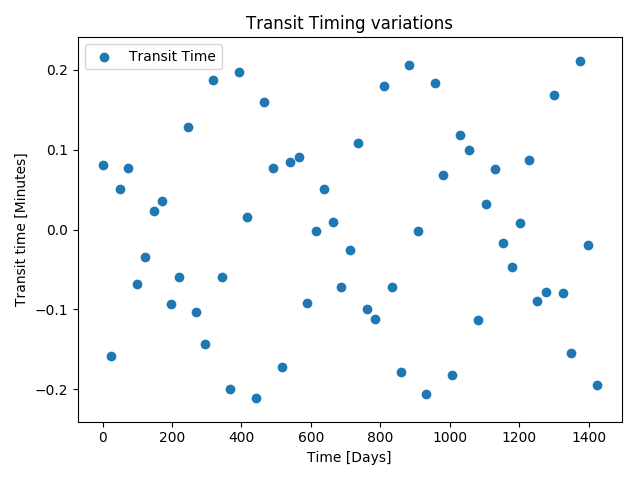 Transit Timing variations
Transit Time
Transit time [Minutes]
0.2
0.1
0.0
−0.1
−0.2
0 200 400 600 800 1000 1200 1400
Time [Days]